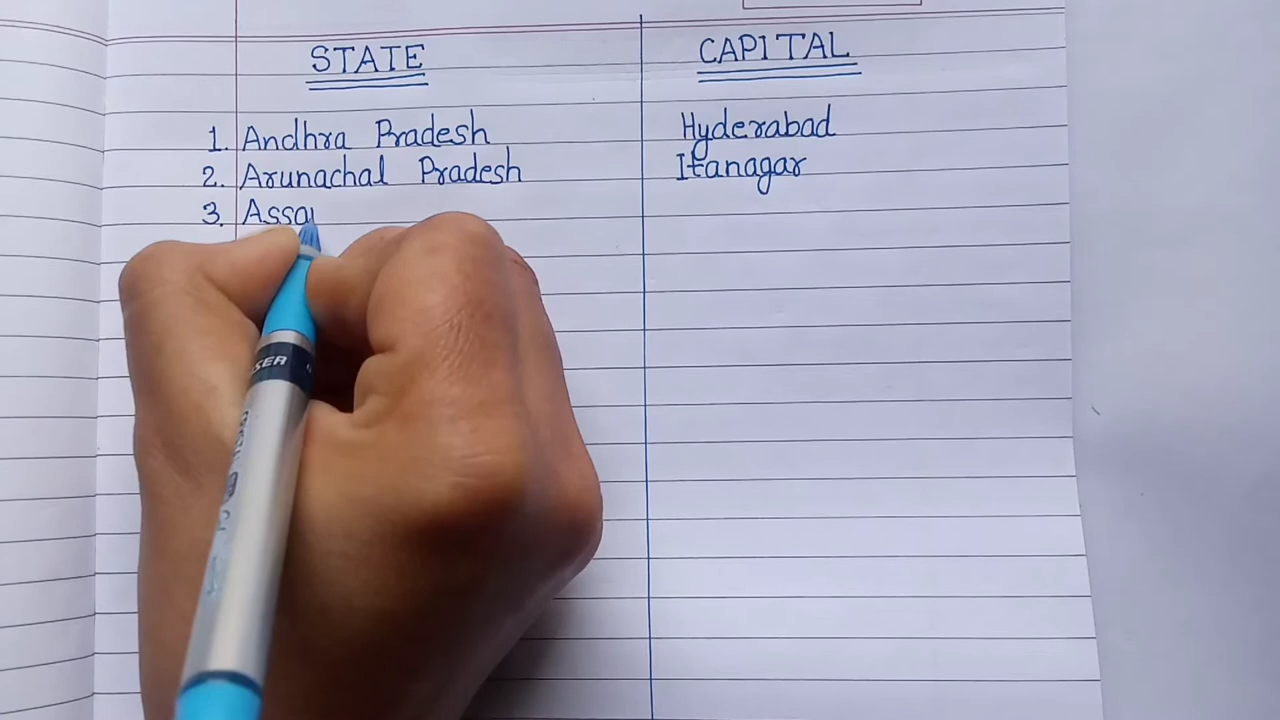 STATE CAPITAL
1. Andhra Pradesh Hyderabad
2. Arunachal Pradesh Itanagar
3. Assa